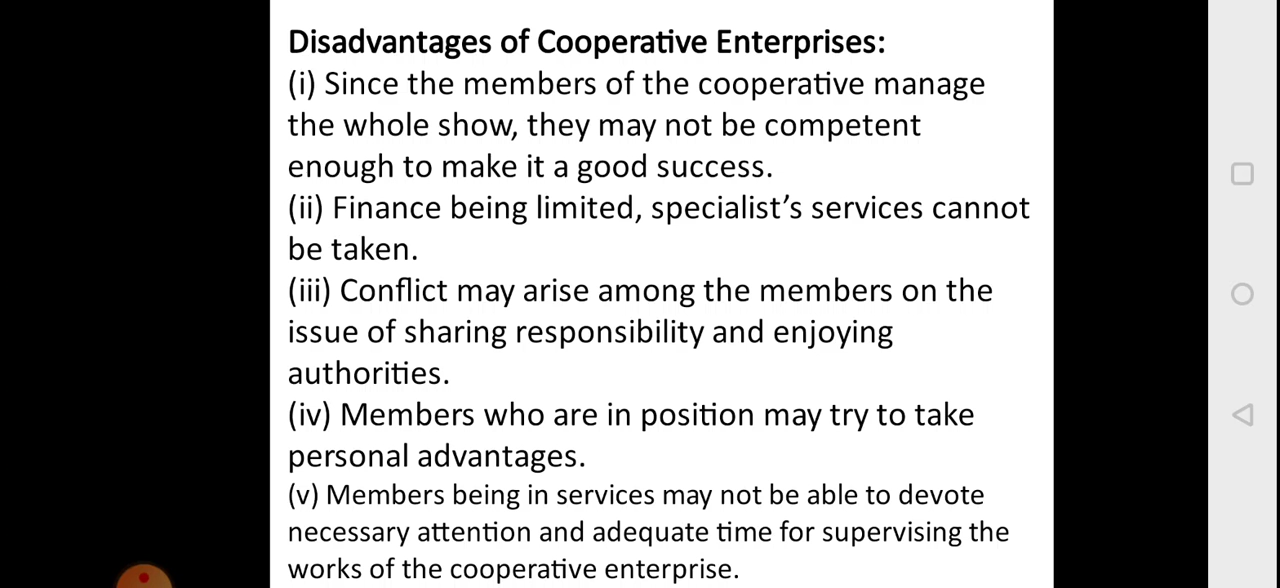 Disadvantages of Cooperative Enterprises:
(i) Since the members of the cooperative manage
the whole show, they may not be competent
enough to make it a good success.
(ii) Finance being limited, specialist’s services cannot
be taken.
(iii) Conflict may arise among the members on the
issue of sharing responsibility and enjoying
authorities.
(iv) Members who are in position may try to take
personal advantages.
(v) Members being in services may not be able to devote
necessary attention and adequate time for supervising the
works of the cooperative enterprise.